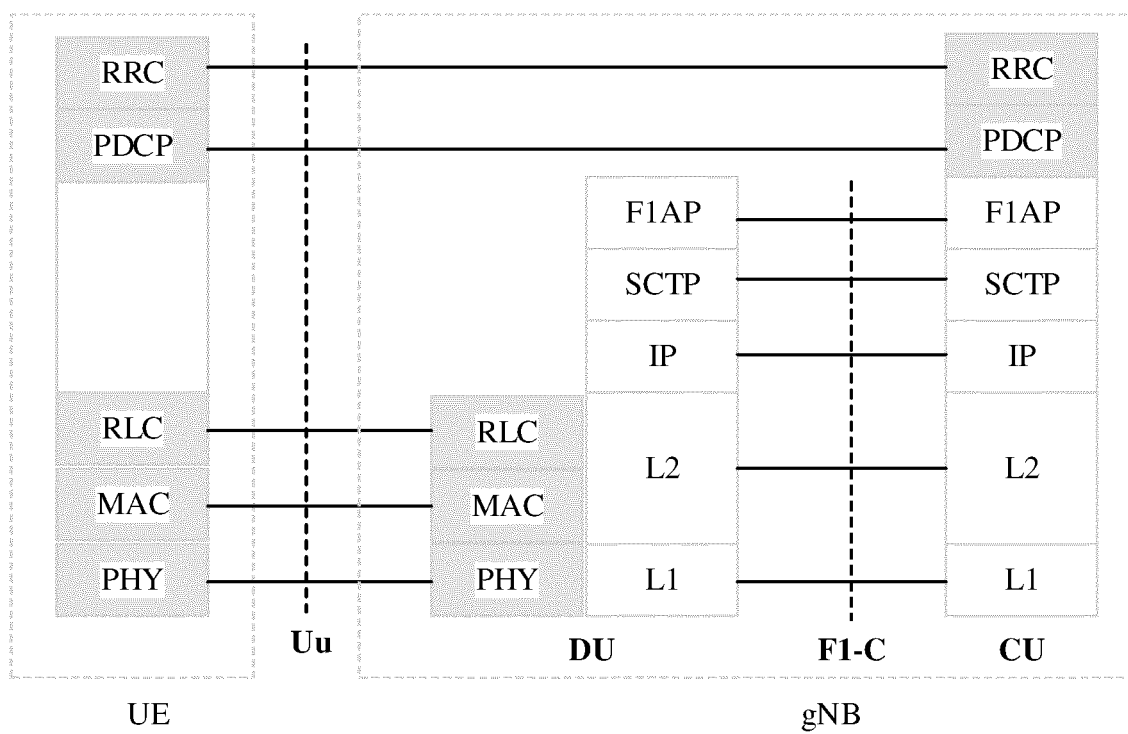 RRC RRC
PDCP PDCP
F1AP F1AP
SCTP SCTP
IP IP
RLC RLC
L2 L2
MAC MAC
PHY PHY L1 L1
Uu DU F1-C CU
UE gNB